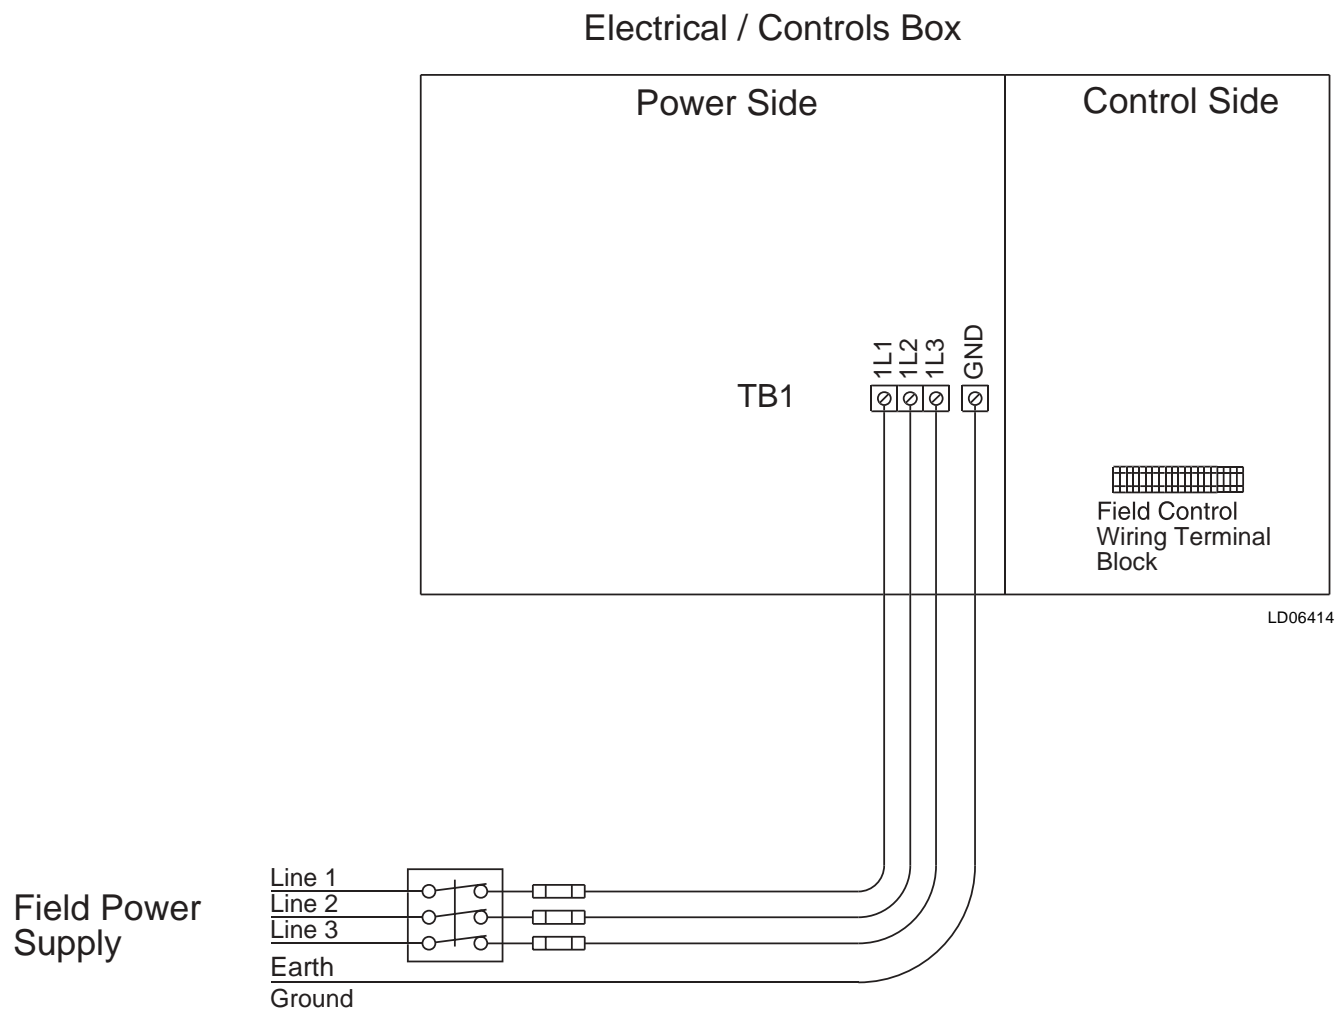 Electrical / Controls Box
Power Side
Control Side
1L1
1L2
1L3
GND
TB1
Field Control
Wiring Terminal
Block
LD06414
Line 1
Line 2
Line 3
Field Power
Supply
Earth
Ground